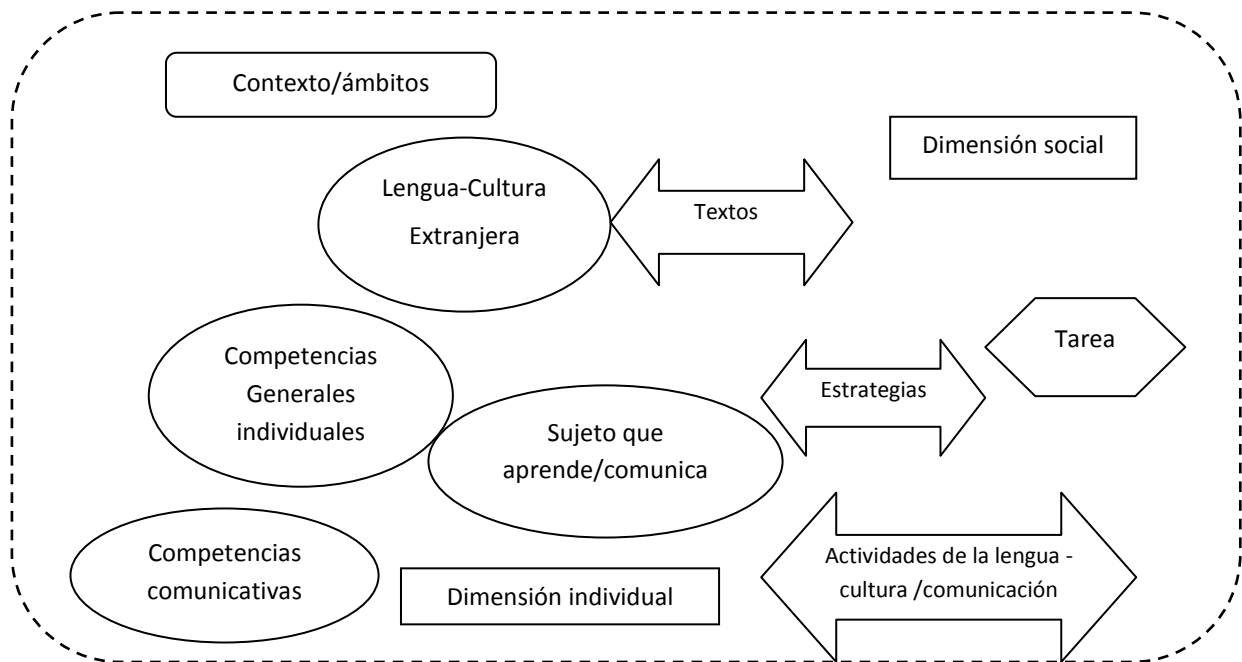 Contexto/ámbitos
Dimensión social
Lengua-Cultura
Extranjera
Textos
Tarea
Competencias
Generales
individuales
Estrategias
Sujeto que
aprende/comunica
Competencias
comunicativas
Dimensión individual
Actividades de la lengua -
cultura /comunicación